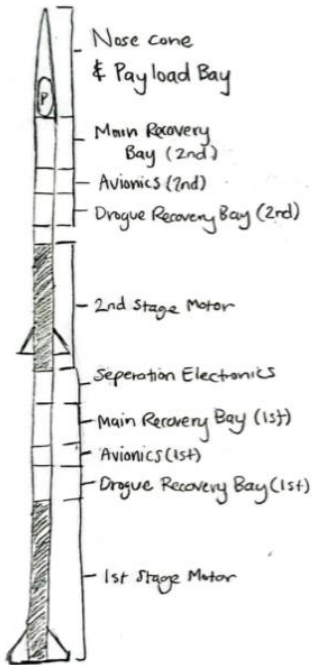 Nose cone
& Payload Bay
P
Main Recovery
Bay (2nd)
Avionics (2nd)
Drogue Recovery Bay (2nd)
2nd Stage Motor
Seperation Electronics
Main Recovery Bay (1st)
Avionics (1st)
Drogue Recovery Bay (1st)
1st Stage Motor